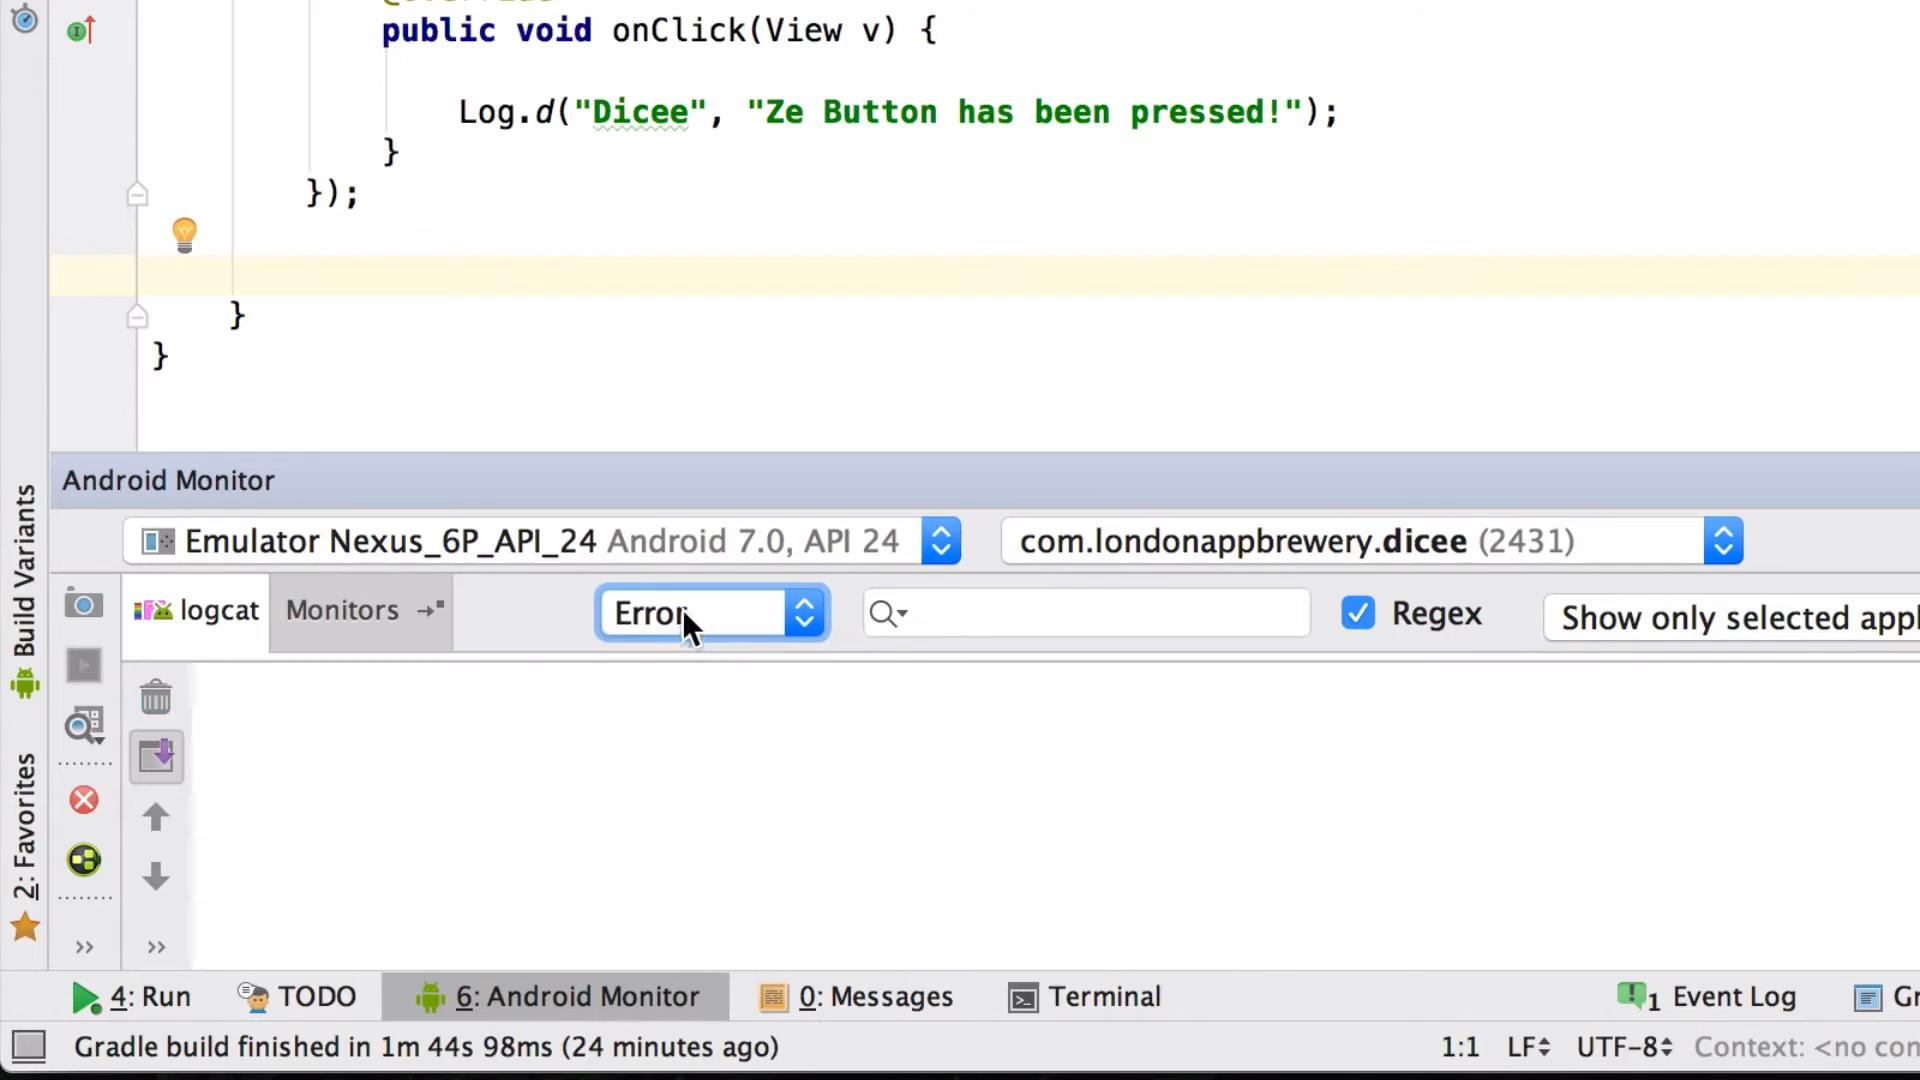 @Override
public void onClick(View v) {
Log.d("Dicee", "Ze Button has been pressed!");
}
});
}
}
Android Monitor
Emulator Nexus_6P_API_24 Android 7.0, API 24
com.londonappbrewery.dicee (2431)
logcat
Monitors
Error
Regex
Show only selected appl
Build Variants
2: Favorites
4: Run
TODO
6: Android Monitor
0: Messages
Terminal
1 Event Log
Gr
Gradle build finished in 1m 44s 98ms (24 minutes ago)
1:1
LF
UTF-8
Context: <no con